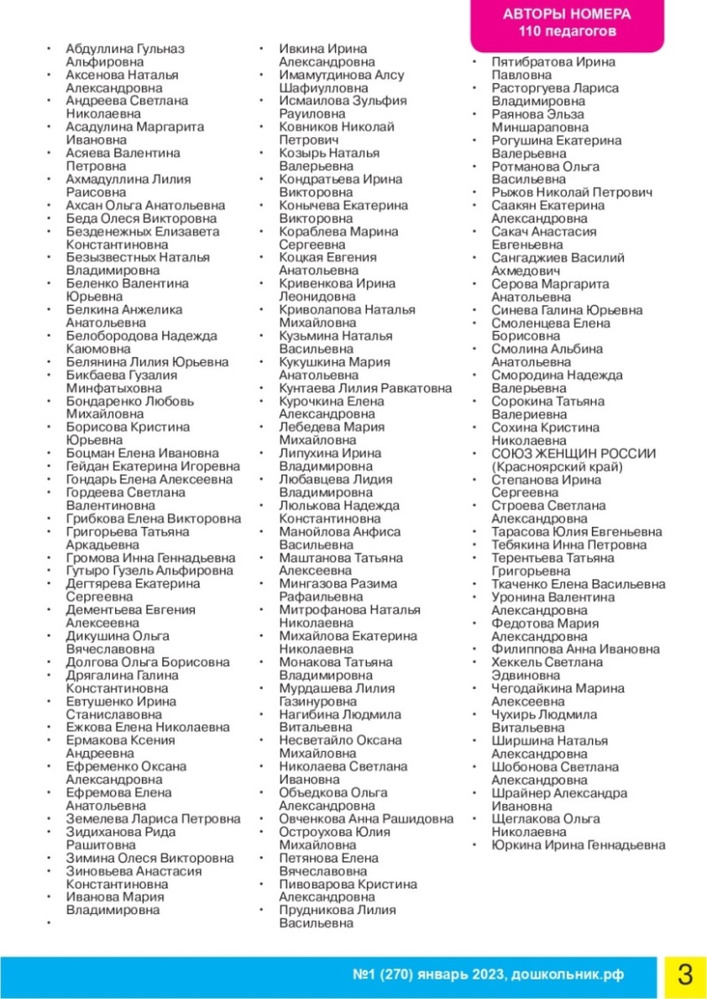 АВТОРЫ НОМЕРА
110 педагогов
• Абдуллина Гульназ
Альфировна
• Аксенова Наталья
Александровна
• Андреева Светлана
Николаевна
• Асадулина Маргарита
Ивановна
• Асяева Валентина
Петровна
• Ахмадуллина Лилия
Раисовна
• Ахсан Ольга Анатольевна
• Беда Олеся Викторовна
• Безденежных Елизавета
Константиновна
• Безызвестных Наталья
Владимировна
• Беленко Валентина
Юрьевна
• Белкина Анжелика
Анатольевна
• Белобородова Надежда
Каюмовна
• Белянина Лилия Юрьевна
• Бикбаева Гузалия
Минфатыховна
• Бондаренко Любовь
Михайловна
• Борисова Кристина
Юрьевна
• Боцман Елена Ивановна
• Гейдан Екатерина Игоревна
• Гондарь Елена Алексеевна
• Гордеева Светлана
Валентиновна
• Грибкова Елена Викторовна
• Григорьева Татьяна
Аркадьевна
• Громова Инна Геннадьевна
• Гутыро Гузель Альфировна
• Дегтярева Екатерина
Сергеевна
• Дементьева Евгения
Алексеевна
• Дикушина Ольга
Вячеславовна
• Долгова Ольга Борисовна
• Дрягалина Галина
Константиновна
• Евтушенко Ирина
Станиславовна
• Ежкова Елена Николаевна
• Ермакова Ксения
Андреевна
• Ефременко Оксана
Александровна
• Ефремова Елена
Анатольевна
• Земелева Лариса Петровна
• Зидиханова Рида
Рашитовна
• Зимина Олеся Викторовна
• Зиновьева Анастасия
Константиновна
• Иванова Мария
Владимировна
•
• Ивкина Ирина
Александровна
• Имамутдинова Алсу
Шафиулловна
• Исмаилова Зульфия
Рауиловна
• Ковников Николай
Петрович
• Козырь Наталья
Валерьевна
• Кондратьева Ирина
Викторовна
• Конычева Екатерина
Викторовна
• Кораблева Марина
Сергеевна
• Коцкая Евгения
Анатольевна
• Кривенкова Ирина
Леонидовна
• Криволапова Наталья
Михайловна
• Кузьмина Наталья
Васильевна
• Кукушкина Мария
Анатольевна
• Кунтаева Лилия Равкатовна
• Курочкина Елена
Александровна
• Лебедева Мария
Михайловна
• Липухина Ирина
Владимировна
• Любавцева Лидия
Владимировна
• Люлькова Надежда
Константиновна
• Манойлова Анфиса
Васильевна
• Маштанова Татьяна
Алексеевна
• Мингазова Разима
Рафаильевна
• Митрофанова Наталья
Николаевна
• Михайлова Екатерина
Николаевна
• Монакова Татьяна
Владимировна
• Мурдашева Лилия
Газинуровна
• Нагибина Людмила
Витальевна
• Несветайло Оксана
Михайловна
• Николаева Светлана
Ивановна
• Объедкова Ольга
Александровна
• Овченкова Анна Рашидовна
• Остроухова Юлия
Михайловна
• Петянова Елена
Вячеславовна
• Пивоварова Кристина
Александровна
• Прудникова Лилия
Васильевна
• Пятибратова Ирина
Павловна
• Расторгуева Лариса
Владимировна
• Раянова Эльза
Миншараповна
• Рогушина Екатерина
Валерьевна
• Ротманова Ольга
Васильевна
• Рыжов Николай Петрович
• Саакян Екатерина
Александровна
• Сакач Анастасия
Евгеньевна
• Сангаджиев Василий
Ахмедович
• Серова Маргарита
Анатольевна
• Синева Галина Юрьевна
• Смоленцева Елена
Борисовна
• Смолина Альбина
Анатольевна
• Смородина Надежда
Валерьевна
• Сорокина Татьяна
Валериевна
• Сохина Кристина
Николаевна
• СОЮЗ ЖЕНЩИН РОССИИ
(Красноярский край)
• Степанова Ирина
Сергеевна
• Строева Светлана
Александровна
• Тарасова Юлия Евгеньевна
• Тебякина Инна Петровна
• Терентьева Татьяна
Григорьевна
• Ткаченко Елена Васильевна
• Уронина Валентина
Александровна
• Федотова Мария
Александровна
• Филиппова Анна Ивановна
• Хеккель Светлана
Эдвиновна
• Чегодайкина Марина
Алексеевна
• Чухирь Людмила
Витальевна
• Ширшина Наталья
Александровна
• Шобонова Светлана
Александровна
• Шрайнер Александра
Ивановна
• Щеглакова Ольга
Николаевна
• Юркина Ирина Геннадьевна
№1 (270) январь 2023, дошкольник.рф
3